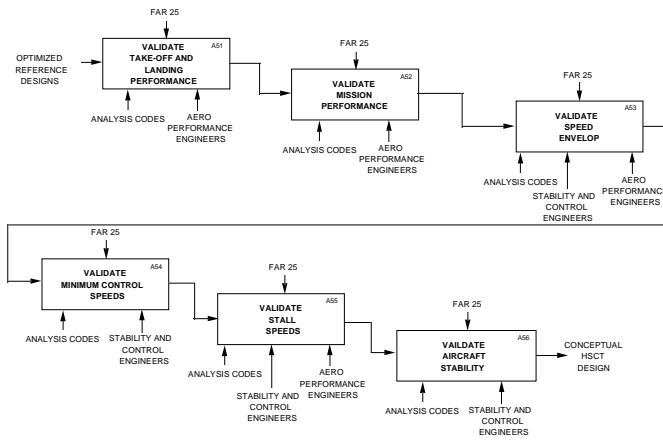 FAR 25
VALIDATE
TAKE-OFF AND
LANDING
PERFORMANCE
A51
OPTIMIZED
REFERENCE
DESIGNS
ANALYSIS CODES
AERO
PERFORMANCE
ENGINEERS
FAR 25
VALIDATE
MISSION
PERFORMANCE
A52
ANALYSIS CODES
AERO
PERFORMANCE
ENGINEERS
FAR 25
VALIDATE
SPEED
ENVELOP
A53
ANALYSIS CODES
STABILITY AND
CONTROL
ENGINEERS
AERO
PERFORMANCE
ENGINEERS
FAR 25
VALIDATE
MINIMUM CONTROL
SPEEDS
A54
ANALYSIS CODES
STABILITY AND
CONTROL
ENGINEERS
FAR 25
VALIDATE
STALL
SPEEDS
A55
ANALYSIS CODES
STABILITY AND
CONTROL
ENGINEERS
AERO
PERFORMANCE
ENGINEERS
FAR 25
VAILDATE
AIRCRAFT
STABILITY
A56
ANALYSIS CODES
STABILITY AND
CONTROL
ENGINEERS
CONCEPTUAL
HSCT
DESIGN